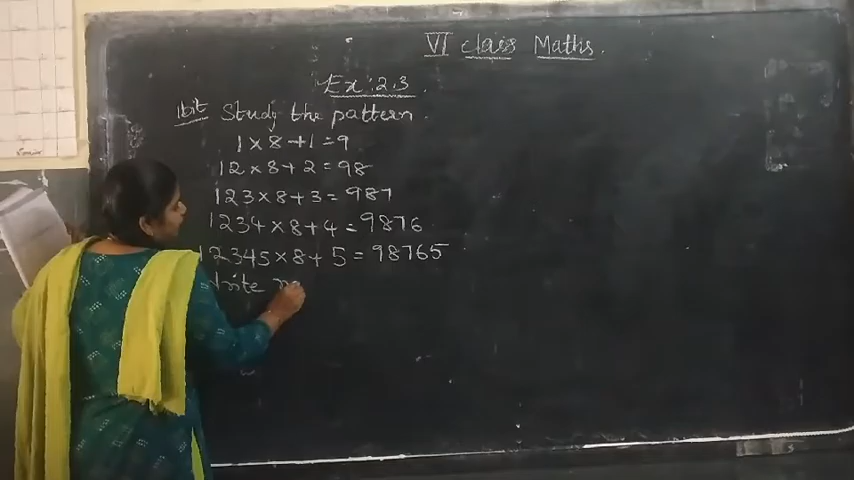 VI class Maths.
Ex: 2.3
1bit Study the pattern.
1 × 8 + 1 = 9
12 × 8 + 2 = 98
123 × 8 + 3 = 987
1234 × 8 + 4 = 9876
12345 × 8 + 5 = 98765
Write